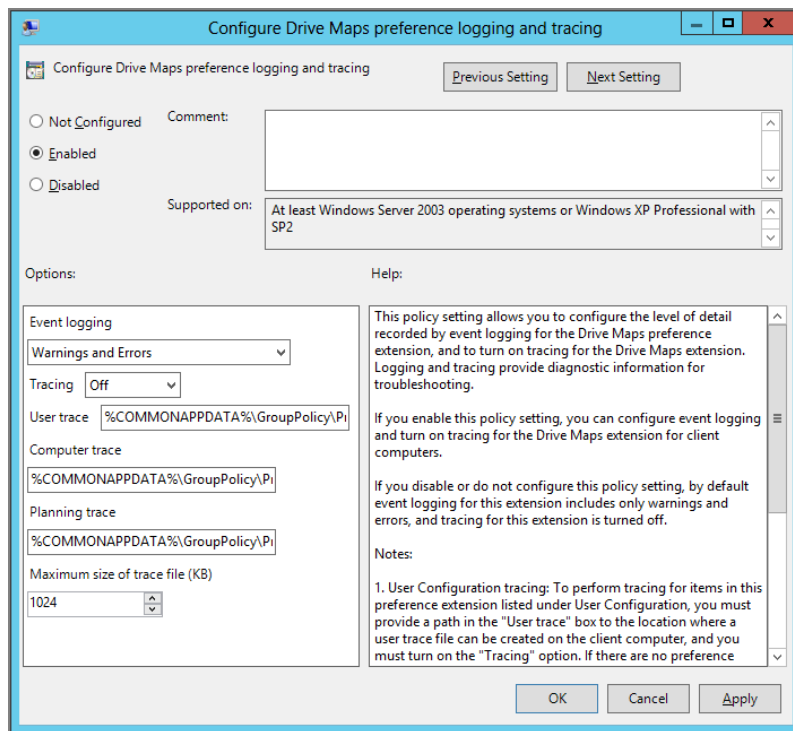 Configure Drive Maps preference logging and tracing
Configure Drive Maps preference logging and tracing
Previous Setting
Next Setting
Not Configured
Comment:
Enabled
Disabled
Supported on:
At least Windows Server 2003 operating systems or Windows XP Professional with
SP2
Options:
Help:
Event logging
Warnings and Errors
Tracing Off
User trace %COMMONAPPDATA%\GroupPolicy\Pr
Computer trace
%COMMONAPPDATA%\GroupPolicy\Pr
Planning trace
%COMMONAPPDATA%\GroupPolicy\Pr
Maximum size of trace file (KB)
1024
This policy setting allows you to configure the level of detail
recorded by event logging for the Drive Maps preference
extension, and to turn on tracing for the Drive Maps extension.
Logging and tracing provide diagnostic information for
troubleshooting.
If you enable this policy setting, you can configure event logging
and turn on tracing for the Drive Maps extension for client
computers.
If you disable or do not configure this policy setting, by default
event logging for this extension includes only warnings and
errors, and tracing for this extension is turned off.
Notes:
1. User Configuration tracing: To perform tracing for items in this
preference extension listed under User Configuration, you must
provide a path in the "User trace" box to the location where a
user trace file can be created on the client computer, and you
must turn on the "Tracing" option. If there are no preference
OK
Cancel
Apply